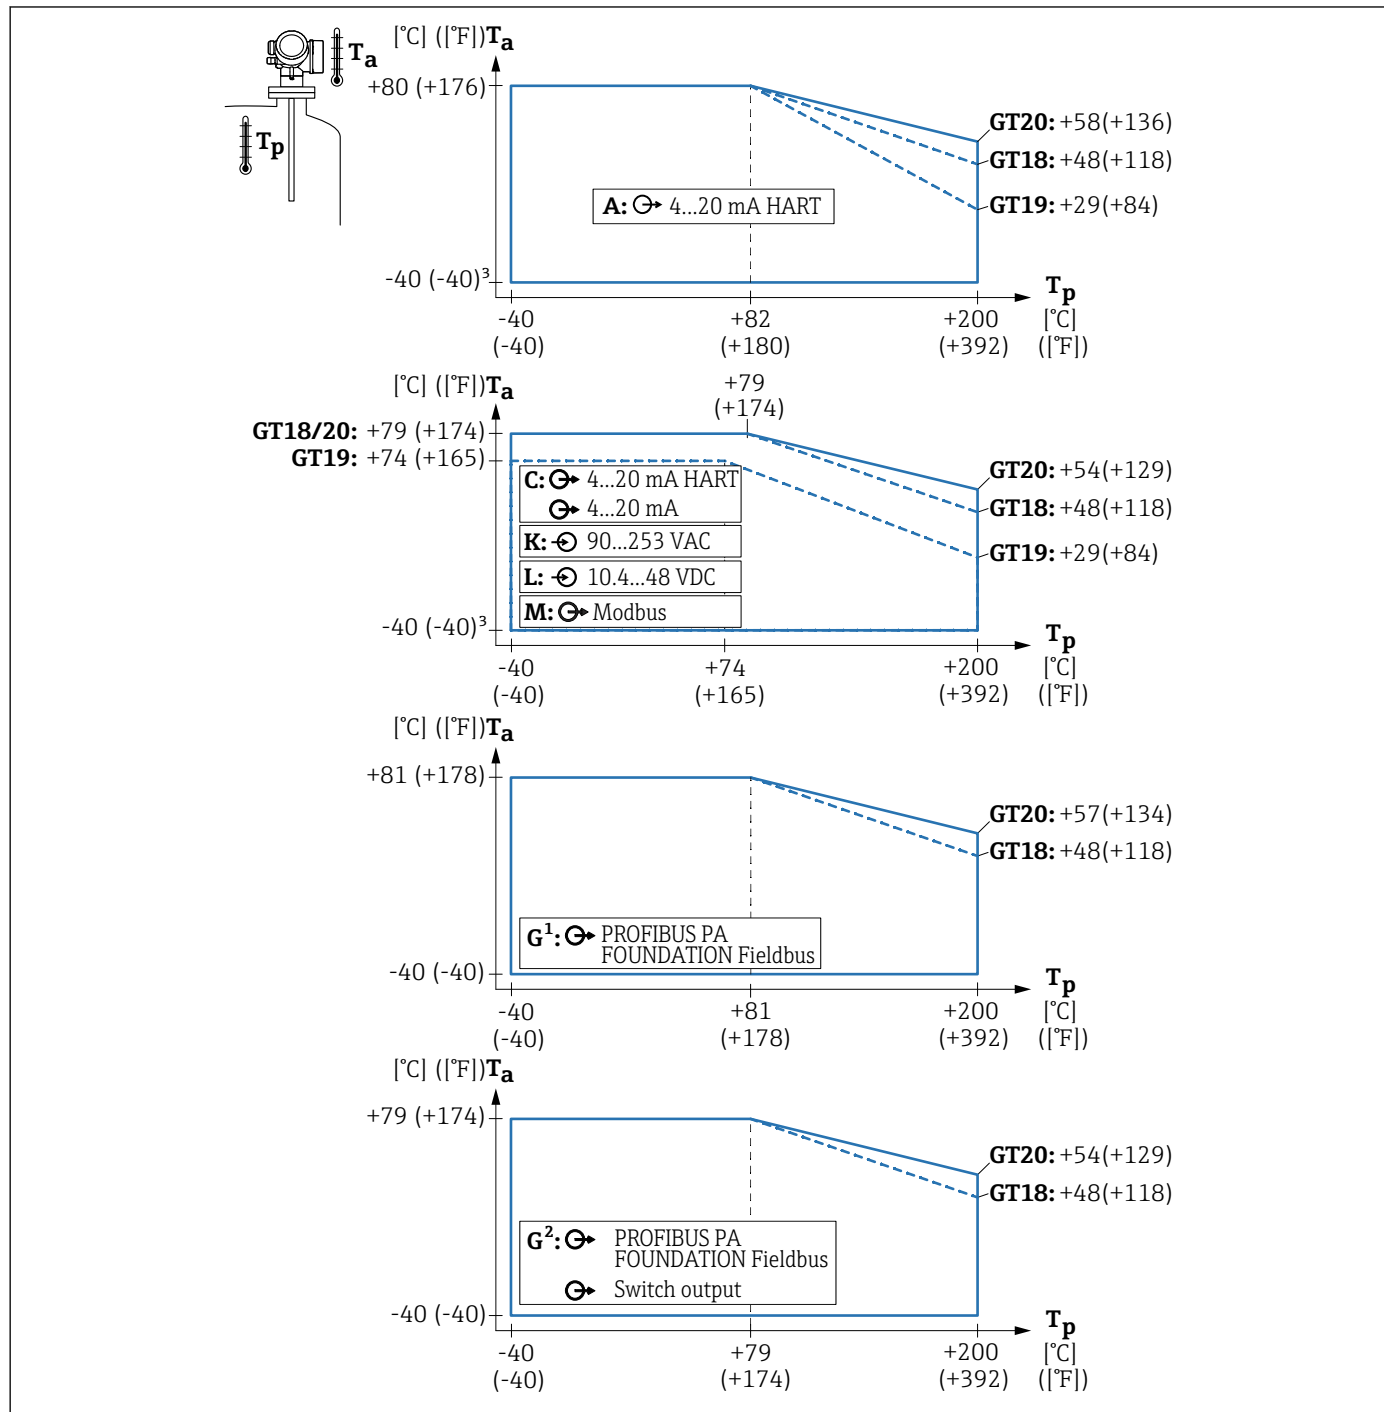 [°C] ([°F]) Ta
Ta
Tp
+80 (+176)
GT20: +58(+136)
GT18: +48(+118)
GT19: +29(+84)
A: 4...20 mA HART
-40 (-40)³
Tp
-40 +82 +200 [°C]
(-40) (+180) (+392) ([°F])
[°C] ([°F]) Ta
+79
(+174)
GT18/20: +79 (+174)
GT19: +74 (+165)
C: 4...20 mA HART
4...20 mA
K: 90...253 VAC
L: 10.4...48 VDC
M: Modbus
GT20: +54(+129)
GT18: +48(+118)
GT19: +29(+84)
-40 (-40)³
Tp
-40 +74 +200 [°C]
(-40) (+165) (+392) ([°F])
[°C] ([°F]) Ta
+81 (+178)
GT20: +57(+134)
GT18: +48(+118)
G¹: PROFIBUS PA
FOUNDATION Fieldbus
-40 (-40)
Tp
-40 +81 +200 [°C]
(-40) (+178) (+392) ([°F])
[°C] ([°F]) Ta
+79 (+174)
GT20: +54(+129)
GT18: +48(+118)
G²: PROFIBUS PA
FOUNDATION Fieldbus
Switch output
-40 (-40)
Tp
-40 +79 +200 [°C]
(-40) (+174) (+392) ([°F])